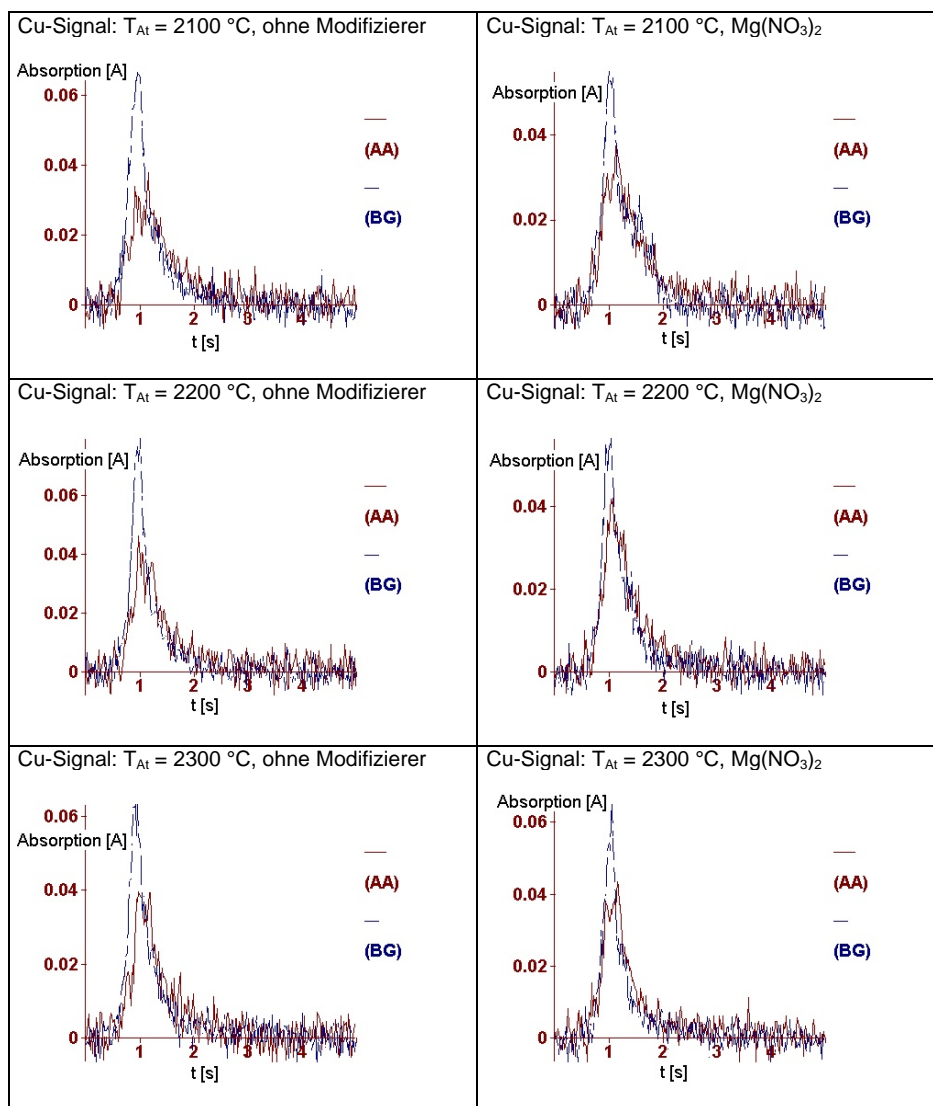 Cu-Signal: T_At = 2100 °C, ohne Modifizierer
Absorption [A]
0.06
0.04
0.02
0
1
2
3
4
t [s]
(AA)
(BG)
Cu-Signal: T_At = 2100 °C, Mg(NO₃)₂
Absorption [A]
0.04
0.02
0
1
2
3
4
t [s]
(AA)
(BG)
Cu-Signal: T_At = 2200 °C, ohne Modifizierer
Absorption [A]
0.06
0.04
0.02
0
1
2
3
4
t [s]
(AA)
(BG)
Cu-Signal: T_At = 2200 °C, Mg(NO₃)₂
Absorption [A]
0.04
0.02
0
1
2
3
4
t [s]
(AA)
(BG)
Cu-Signal: T_At = 2300 °C, ohne Modifizierer
0.06
Absorption [A]
0.04
0.02
0
1
2
3
4
t [s]
(AA)
(BG)
Cu-Signal: T_At = 2300 °C, Mg(NO₃)₂
Absorption [A]
0.06
0.04
0.02
0
1
2
3
4
t [s]
(AA)
(BG)